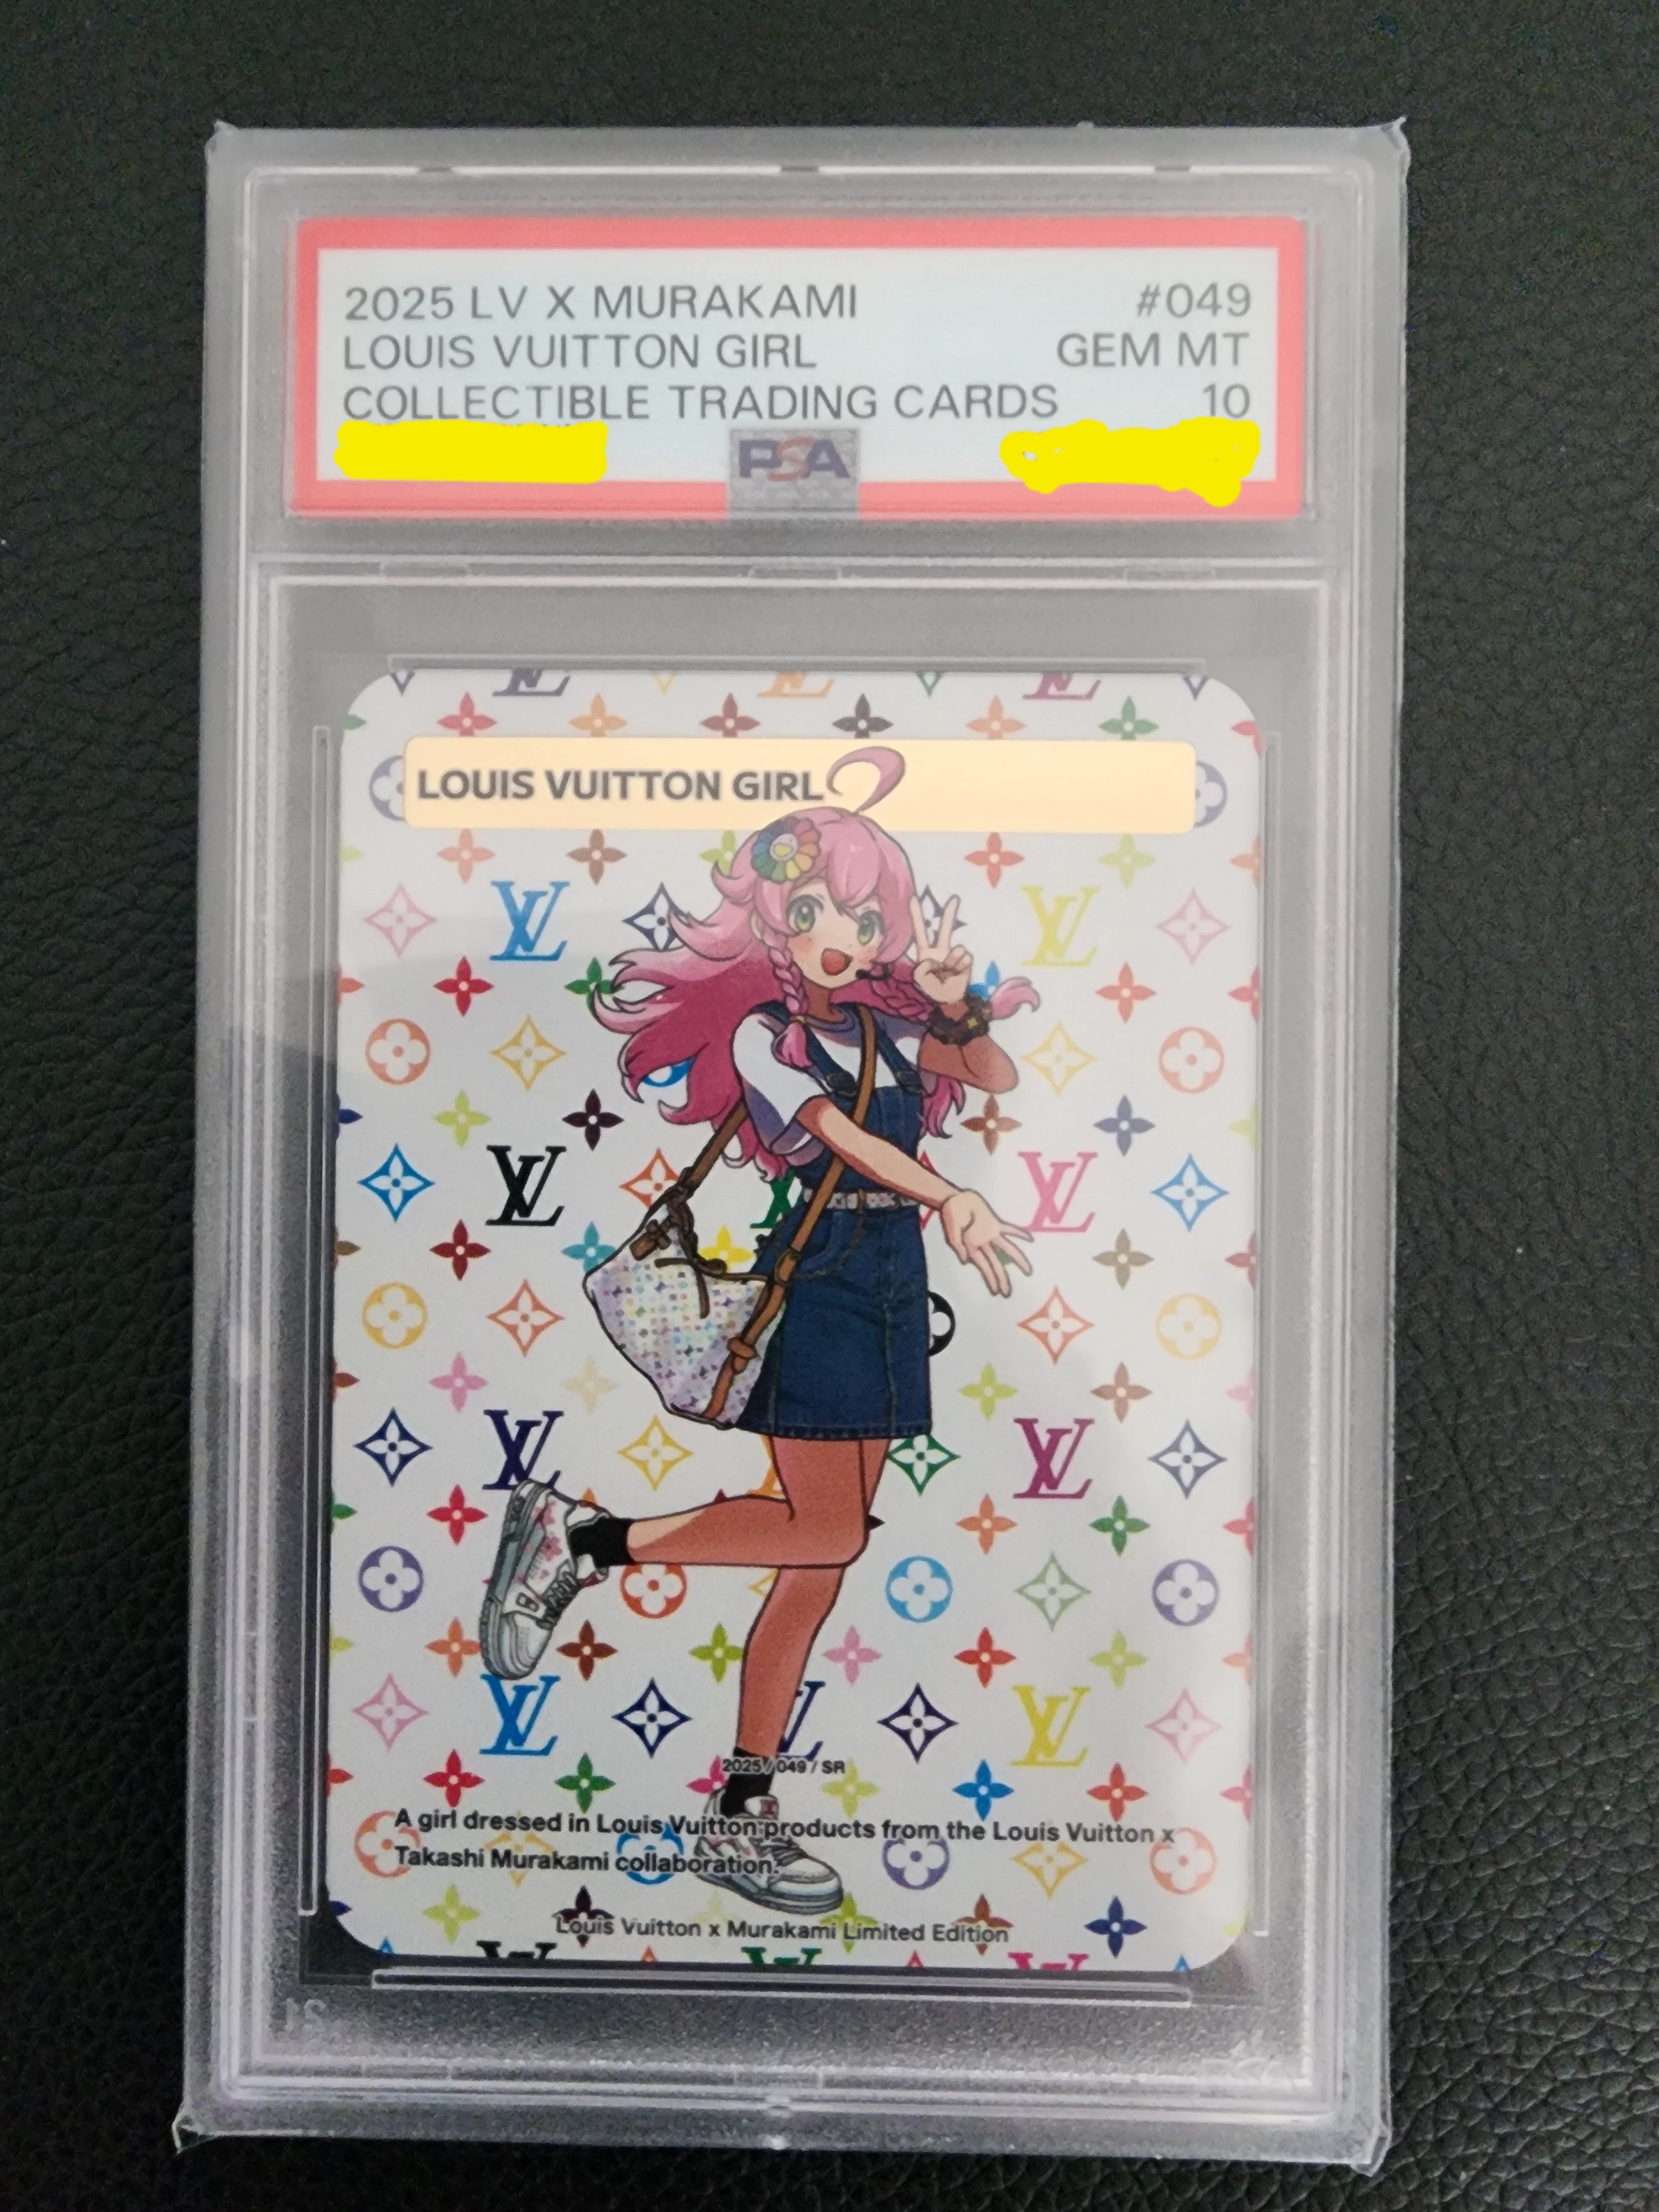 2025 LV X MURAKAMI #049
LOUIS VUITTON GIRL GEM MT
COLLECTIBLE TRADING CARDS 10
PSA
LOUIS VUITTON GIRL
2025 / 049 / SR
A girl dressed in Louis Vuitton products from the Louis Vuitton x
Takashi Murakami collaboration.
Louis Vuitton x Murakami Limited Edition